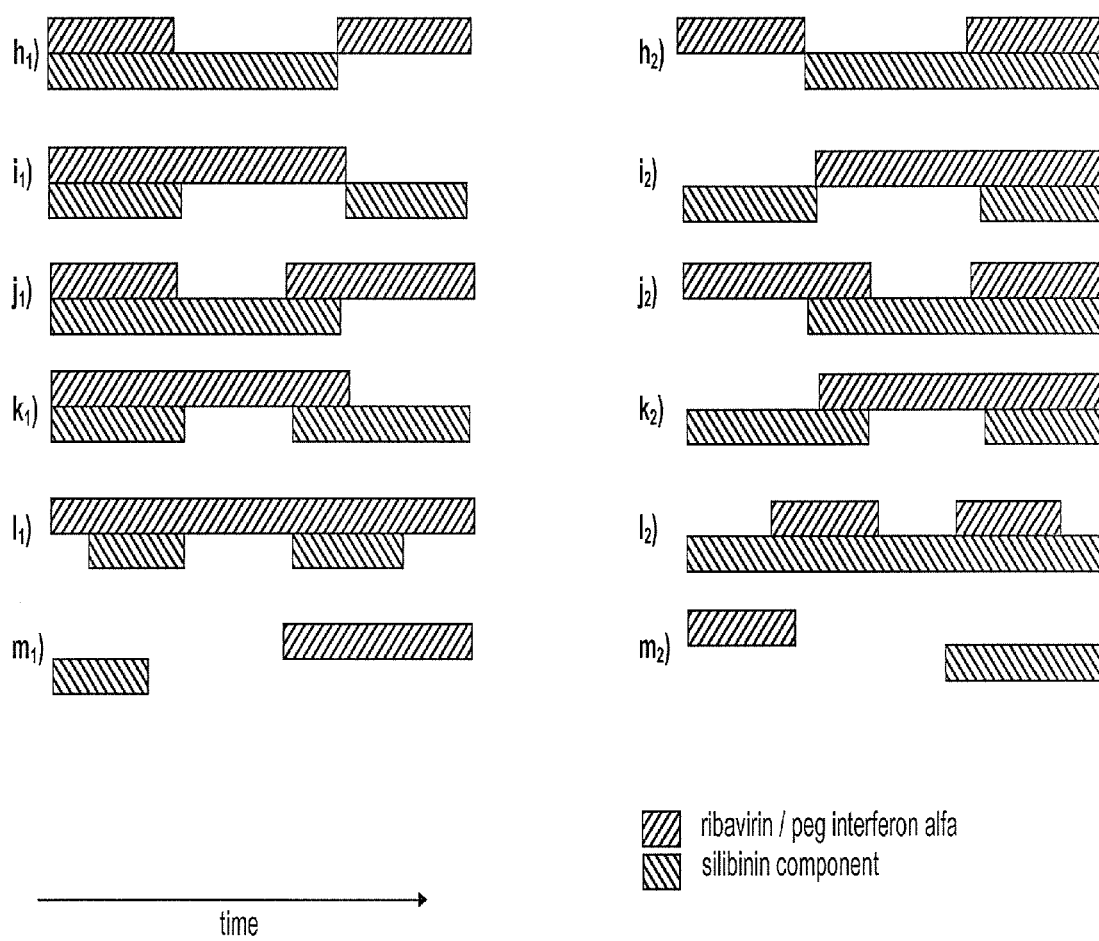 h₁)
h₂)
i₁)
i₂)
j₁)
j₂)
k₁)
k₂)
l₁)
l₂)
m₁)
m₂)
ribavirin / peg interferon alfa
silibinin component
time